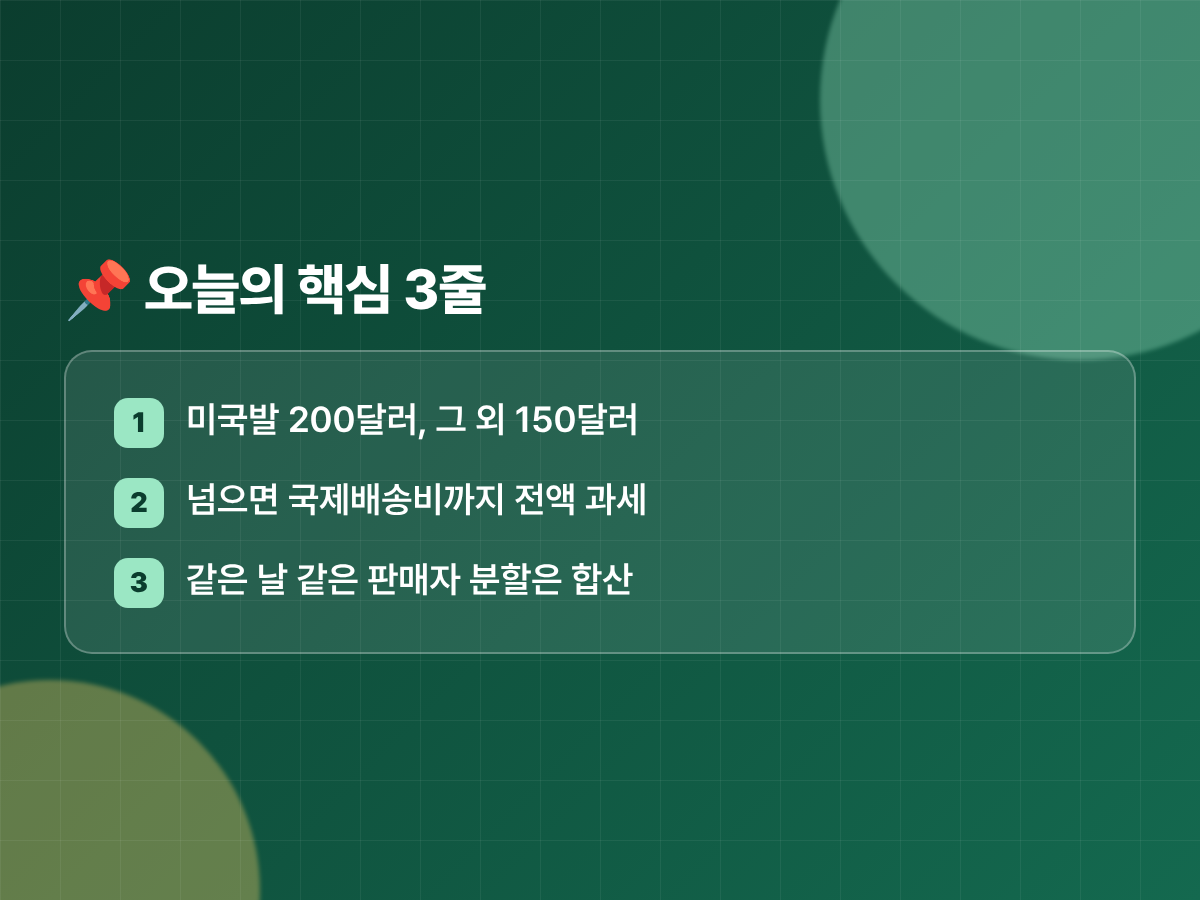 📌 오늘의 핵심 3줄
1 미국발 200달러, 그 외 150달러
2 넘으면 국제배송비까지 전액 과세
3 같은 날 같은 판매자 분할은 합산